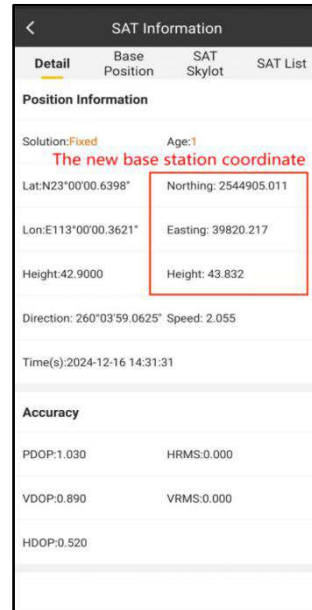 SAT Information
Detail
Base Position
SAT Skylot
SAT List
Position Information
Solution:Fixed Age:1
The new base station coordinate
Lat:N23°00'00.6398" Northing: 2544905.011
Lon:E113°00'00.3621" Easting: 39820.217
Height:42.9000 Height: 43.832
Direction: 260°03'59.0625" Speed: 2.055
Time(s):2024-12-16 14:31:31
Accuracy
PDOP:1.030 HRMS:0.000
VDOP:0.890 VRMS:0.000
HDOP:0.520